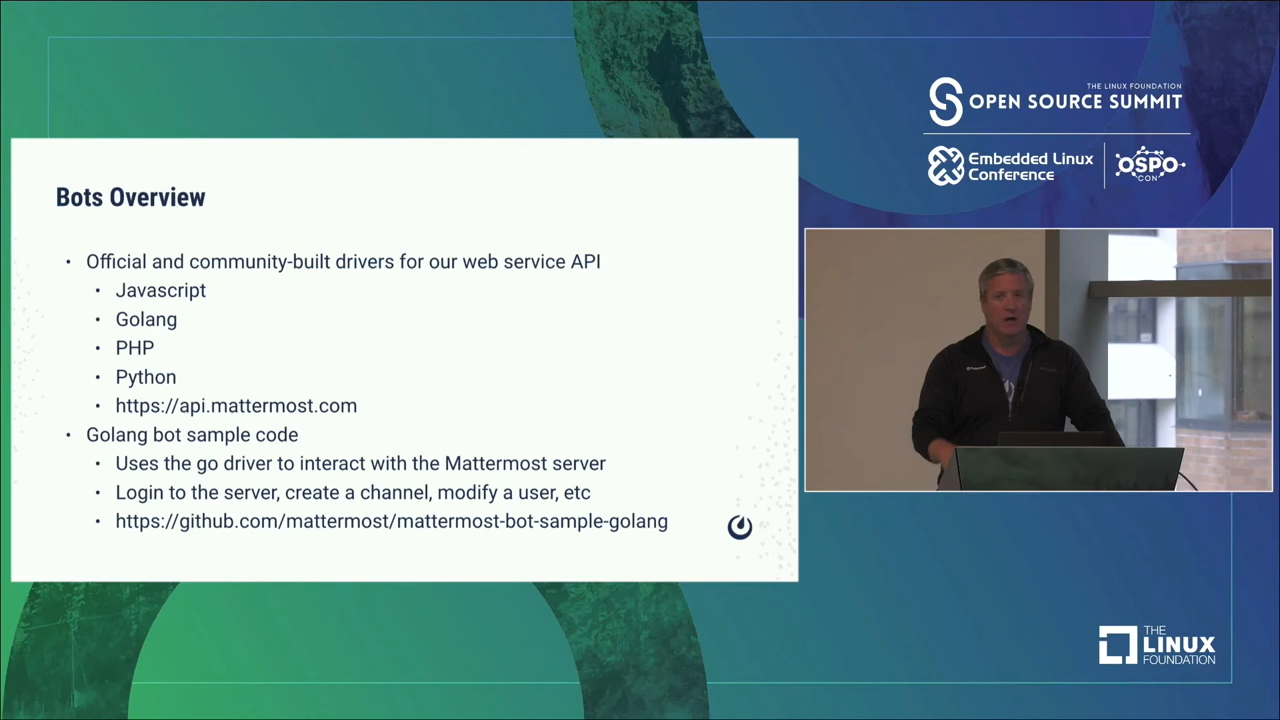 THE LINUX FOUNDATION
OPEN SOURCE SUMMIT
Embedded Linux
Conference
OSPO
CON
Bots Overview
• Official and community-built drivers for our web service API
• Javascript
• Golang
• PHP
• Python
• https://api.mattermost.com
• Golang bot sample code
• Uses the go driver to interact with the Mattermost server
• Login to the server, create a channel, modify a user, etc
• https://github.com/mattermost/mattermost-bot-sample-golang
THE
LINUX
FOUNDATION